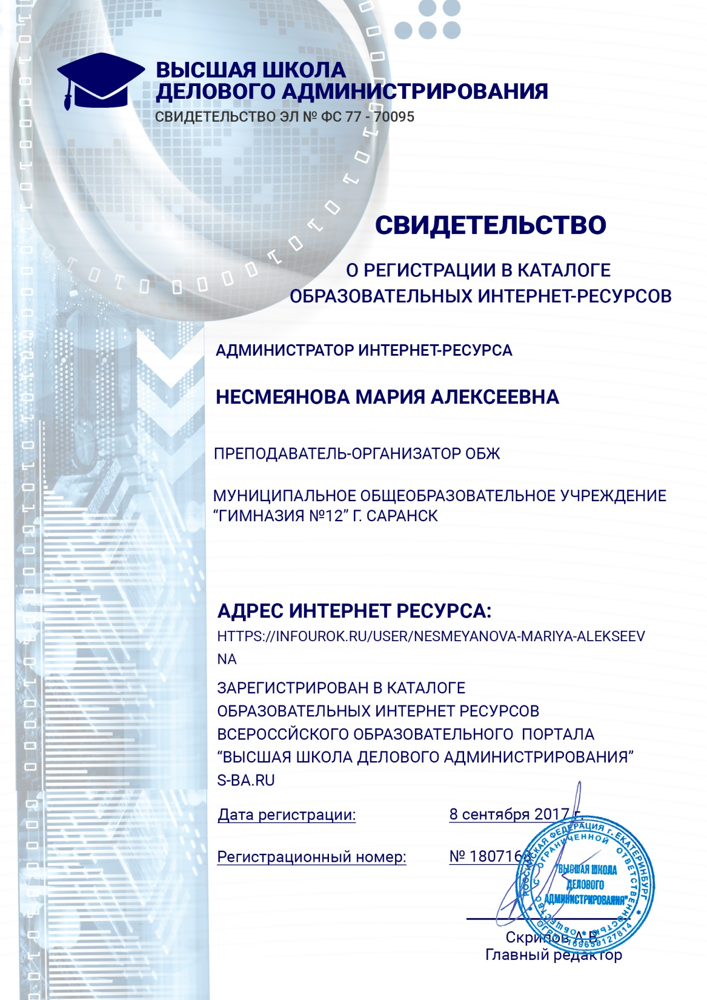 ВЫСШАЯ ШКОЛА
ДЕЛОВОГО АДМИНИСТРИРОВАНИЯ
СВИДЕТЕЛЬСТВО ЭЛ № ФС 77 - 70095
СВИДЕТЕЛЬСТВО
О РЕГИСТРАЦИИ В КАТАЛОГЕ
ОБРАЗОВАТЕЛЬНЫХ ИНТЕРНЕТ-РЕСУРСОВ
АДМИНИСТРАТОР ИНТЕРНЕТ-РЕСУРСА
НЕСМЕЯНОВА МАРИЯ АЛЕКСЕЕВНА
ПРЕПОДАВАТЕЛЬ-ОРГАНИЗАТОР ОБЖ
МУНИЦИПАЛЬНОЕ ОБЩЕОБРАЗОВАТЕЛЬНОЕ УЧРЕЖДЕНИЕ
“ГИМНАЗИЯ №12” Г. САРАНСК
АДРЕС ИНТЕРНЕТ РЕСУРСА:
HTTPS://INFOUROK.RU/USER/NESMEYANOVA-MARIYA-ALEKSEEV
NA
ЗАРЕГИСТРИРОВАН В КАТАЛОГЕ
ОБРАЗОВАТЕЛЬНЫХ ИНТЕРНЕТ РЕСУРСОВ
ВСЕРОССЙСКОГО ОБРАЗОВАТЕЛЬНОГО ПОРТАЛА
“ВЫСШАЯ ШКОЛА ДЕЛОВОГО АДМИНИСТРИРОВАНИЯ”
S-BA.RU
Дата регистрации: 8 сентября 2017 г.
Регистрационный номер: №
РОССИЙСКАЯ ФЕДЕРАЦИЯ г. ЕКАТЕРИНБУРГ
ОБЩЕСТВО С ОГРАНИЧЕННОЙ ОТВЕТСТВЕННОСТЬЮ
"ВЫСШАЯ ШКОЛА
ДЕЛОВОГО
АДМИНИСТРИРОВАНИЯ"
ОГРН
Скрипов А.В.
Главный редактор